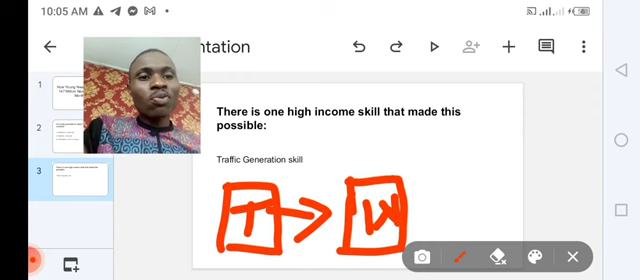 10:05 AM
ntation
1
2
3
There is one high income skill that made this
possible:
Traffic Generation skill
T
W